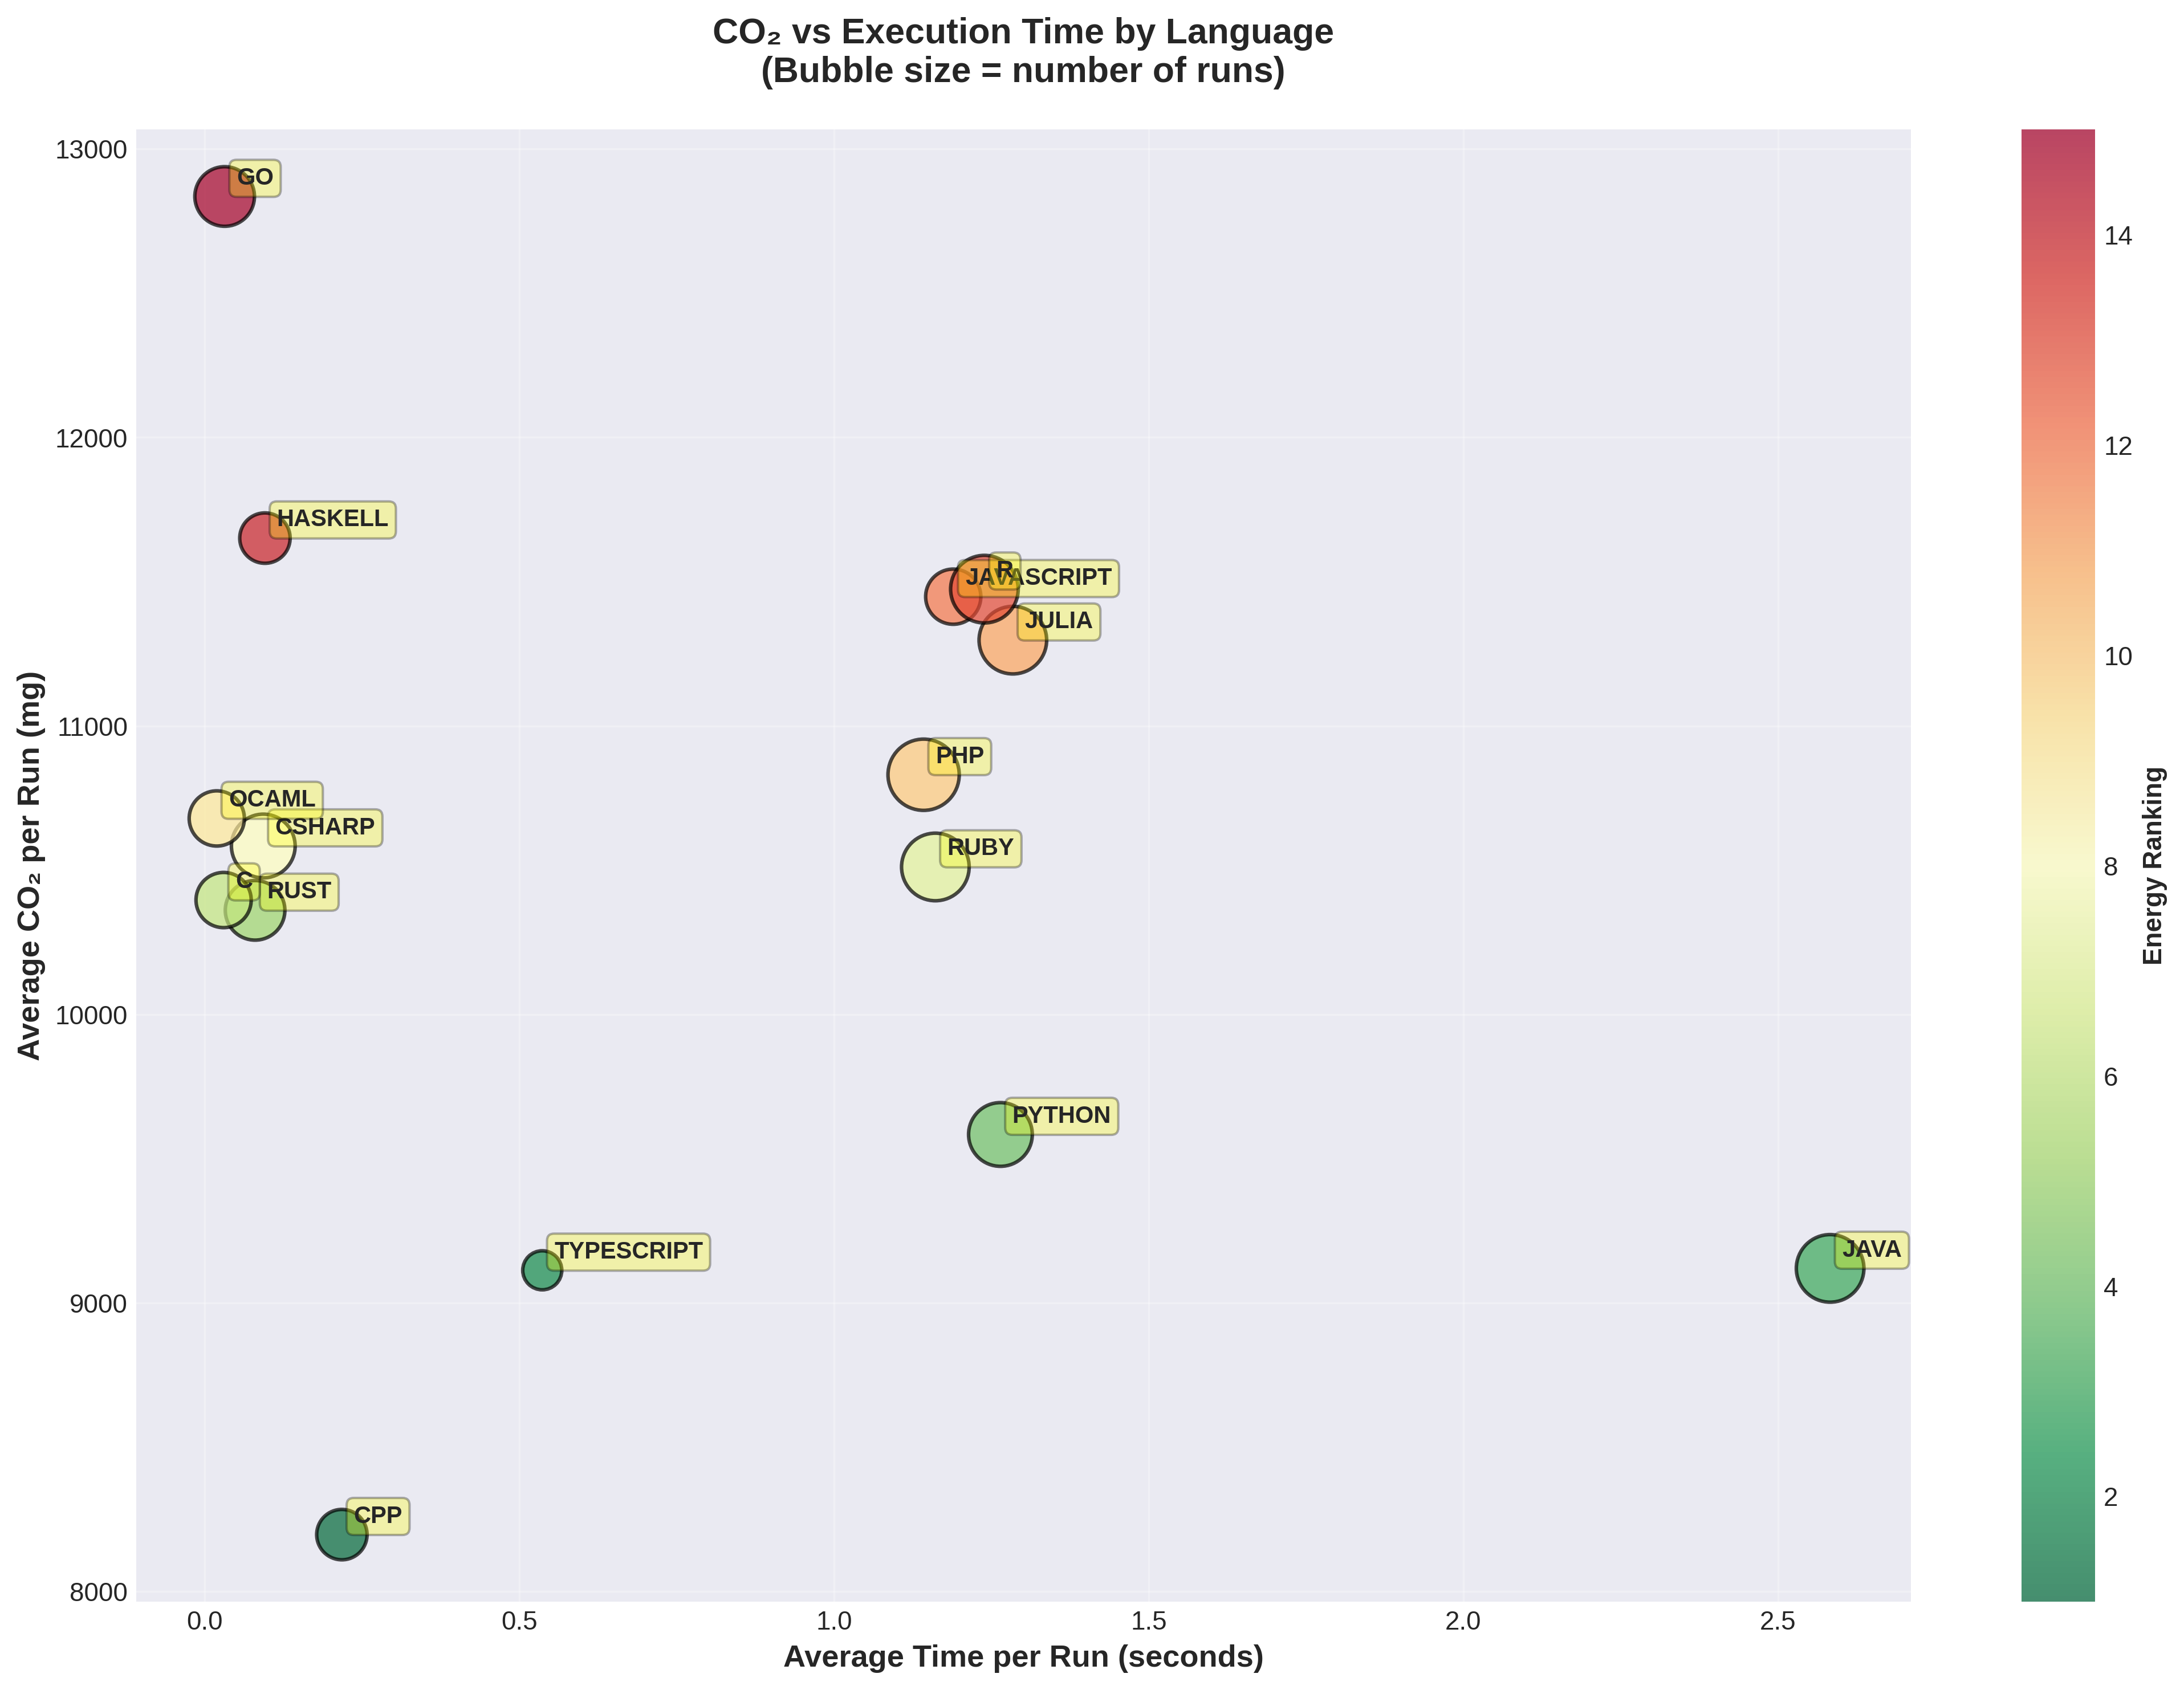 CO₂ vs Execution Time by Language
(Bubble size = number of runs)
13000
12000
11000
10000
9000
8000
Average CO₂ per Run (mg)
GO
HASKELL
R
JAVASCRIPT
JULIA
PHP
OCAML
CSHARP
RUBY
C
RUST
PYTHON
TYPESCRIPT
JAVA
CPP
0.0
0.5
1.0
1.5
2.0
2.5
Average Time per Run (seconds)
14
12
10
8
6
4
2
Energy Ranking